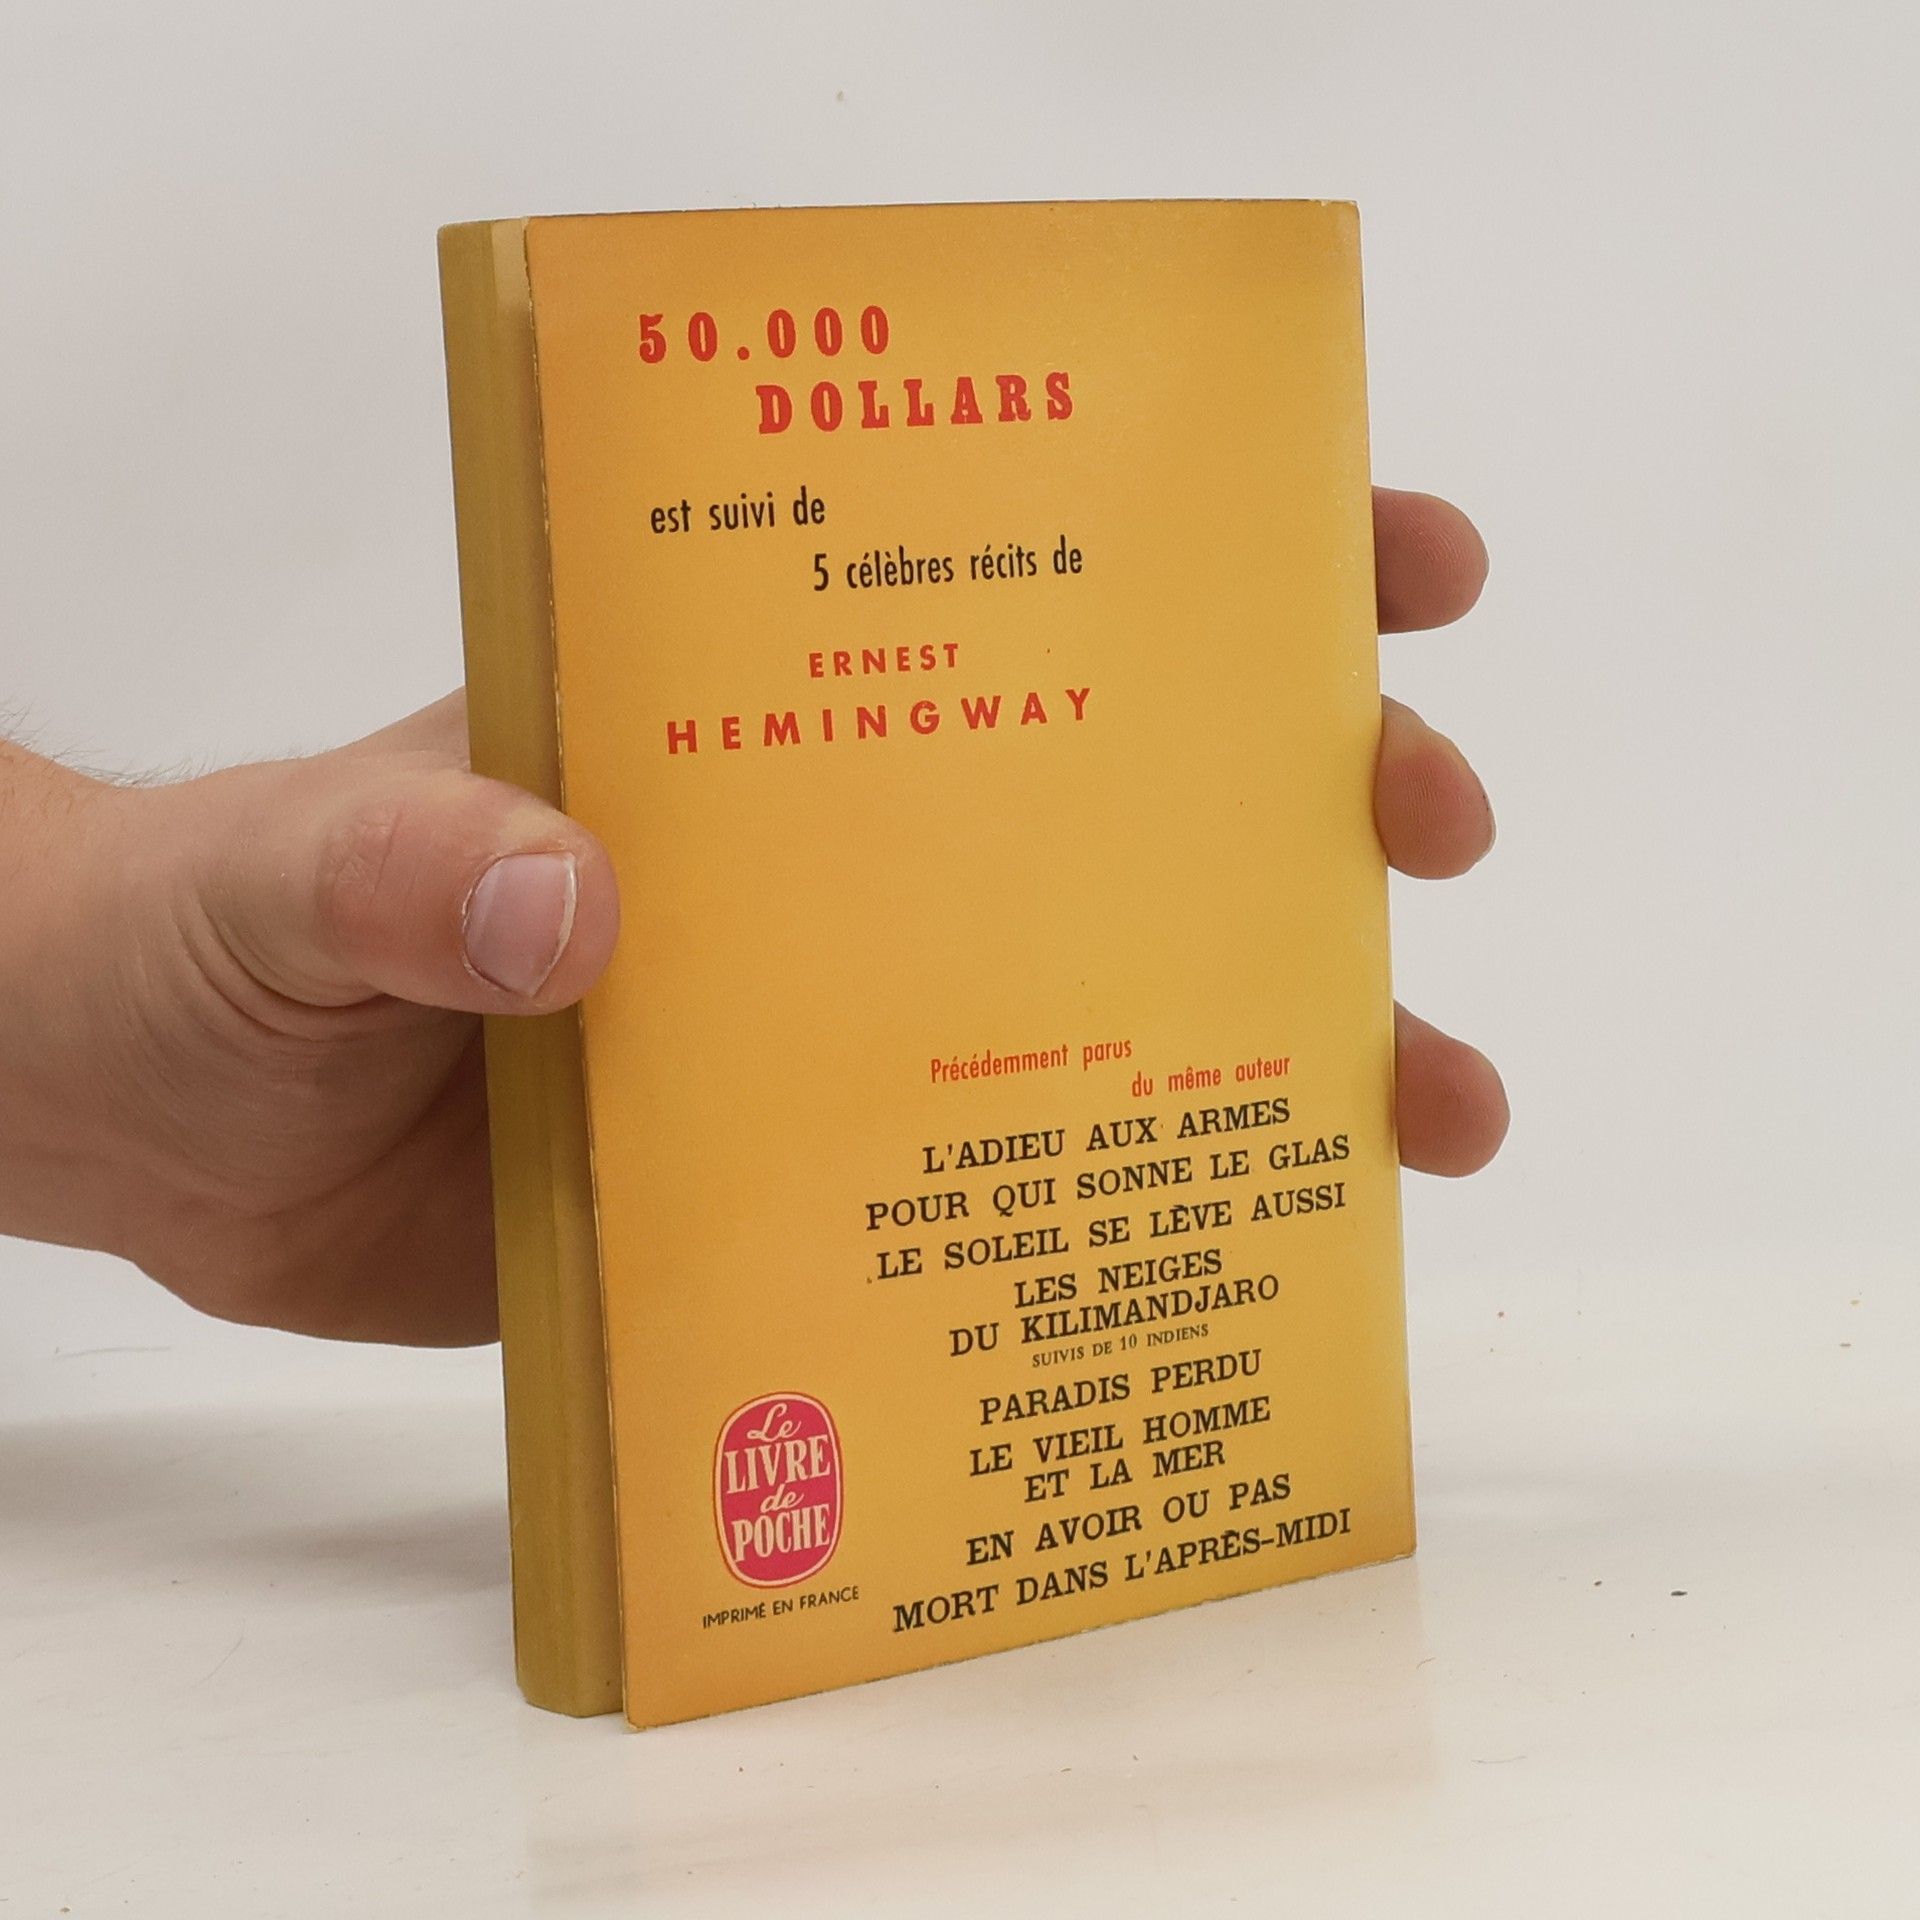 50.000
DOLLARS
est suivi de
5 célèbres récits de
ERNEST
HEMINGWAY
Précédemment parus
du même auteur
L'ADIEU AUX ARMES
POUR QUI SONNE LE GLAS
LE SOLEIL SE LÈVE AUSSI
LES NEIGES
DU KILIMANDJARO
SUIVIS DE 10 INDIENS
PARADIS PERDU
LE VIEIL HOMME
ET LA MER
EN AVOIR OU PAS
MORT DANS L'APRÈS-MIDI
Le
LIVRE
de
POCHE
IMPRIMÉ EN FRANCE